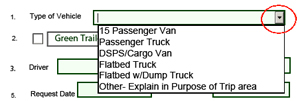 1. Type of Vehicle
15 Passenger Van
2. Green Trail
Passenger Truck
DSPS/Cargo Van
Flatbed Truck
3. Driver
Flatbed w/Dump Truck
Other- Explain in Purpose of Trip area
5. Request Date